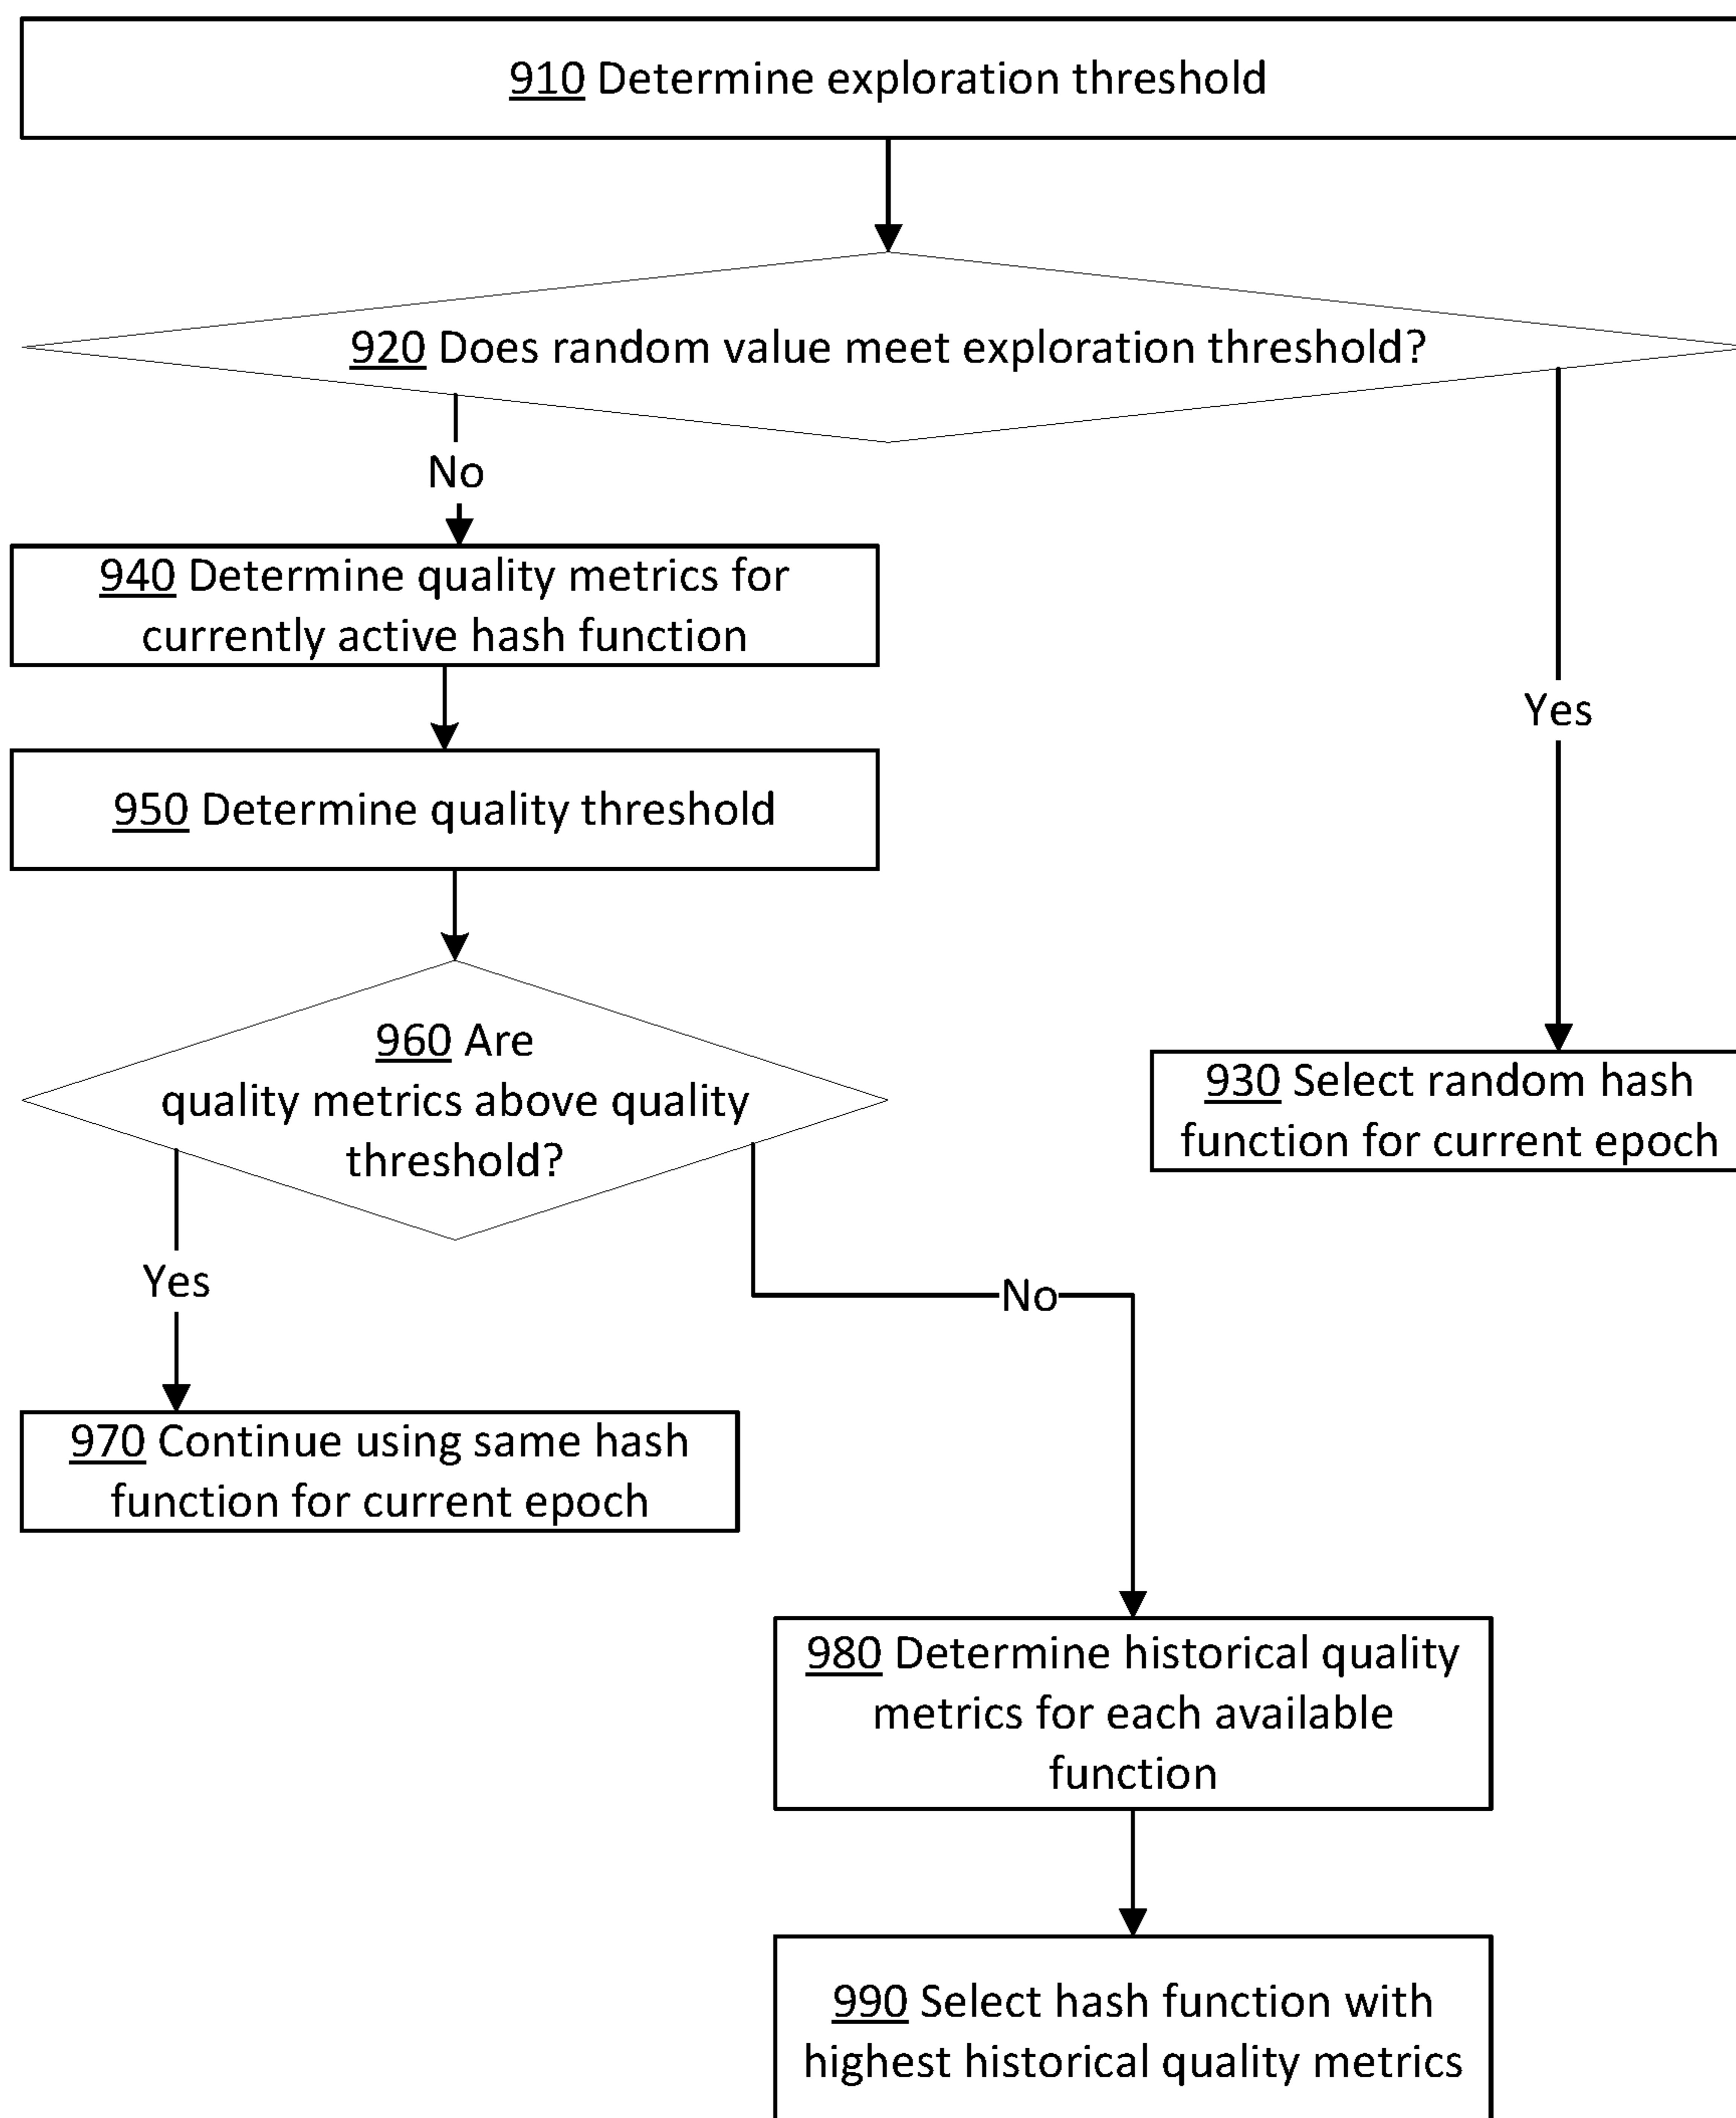 910 Determine exploration threshold
920 Does random value meet exploration threshold?
No
940 Determine quality metrics for
currently active hash function
Yes
950 Determine quality threshold
960 Are
quality metrics above quality
threshold?
930 Select random hash
function for current epoch
Yes
No
970 Continue using same hash
function for current epoch
980 Determine historical quality
metrics for each available
function
990 Select hash function with
highest historical quality metrics